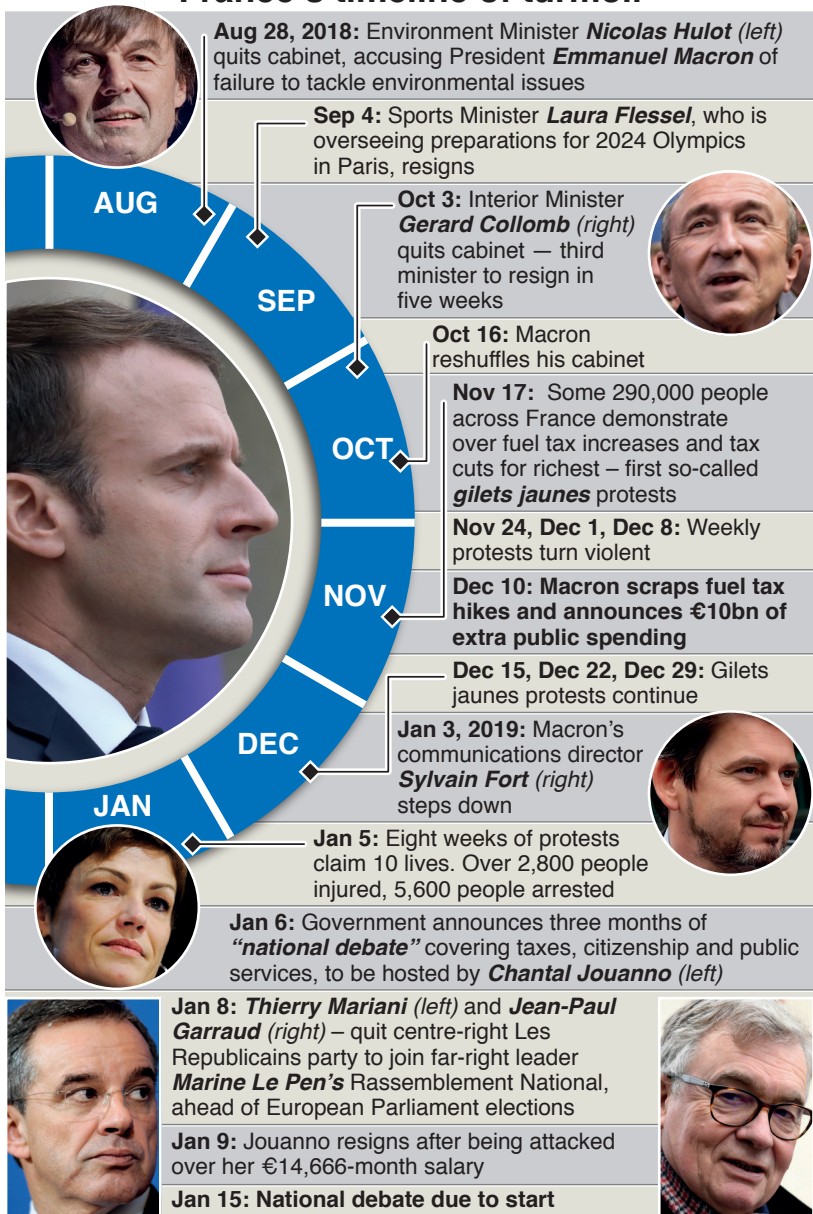 France's timeline of turmoil
Aug 28, 2018: Environment Minister Nicolas Hulot (left)
quits cabinet, accusing President Emmanuel Macron of
failure to tackle environmental issues
Sep 4: Sports Minister Laura Flessel, who is
overseeing preparations for 2024 Olympics
in Paris, resigns
AUG
Oct 3: Interior Minister
Gerard Collomb (right)
quits cabinet — third
minister to resign in
five weeks
SEP
Oct 16: Macron
reshuffles his cabinet
Nov 17: Some 290,000 people
across France demonstrate
over fuel tax increases and tax
cuts for richest – first so-called
gilets jaunes protests
OCT
Nov 24, Dec 1, Dec 8: Weekly
protests turn violent
Dec 10: Macron scraps fuel tax
hikes and announces €10bn of
extra public spending
NOV
Dec 15, Dec 22, Dec 29: Gilets
jaunes protests continue
DEC
Jan 3, 2019: Macron's
communications director
Sylvain Fort (right)
steps down
JAN
Jan 5: Eight weeks of protests
claim 10 lives. Over 2,800 people
injured, 5,600 people arrested
Jan 6: Government announces three months of
“national debate” covering taxes, citizenship and public
services, to be hosted by Chantal Jouanno (left)
Jan 8: Thierry Mariani (left) and Jean-Paul
Garraud (right) – quit centre-right Les
Republicains party to join far-right leader
Marine Le Pen's Rassemblement National,
ahead of European Parliament elections
Jan 9: Jouanno resigns after being attacked
over her €14,666-month salary
Jan 15: National debate due to start